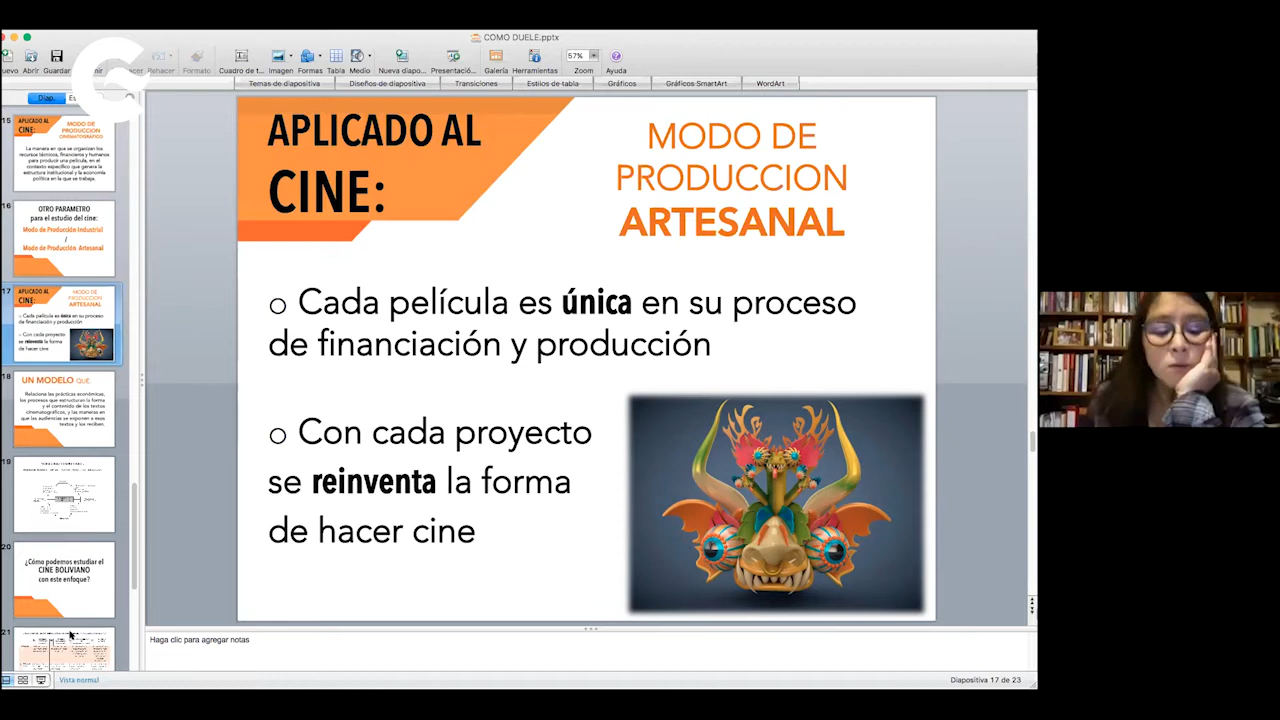 COMO DUELE.pptx
Abrir
Guardar
Rehacer
Formato
Cuadro de t...
Imagen
Formas
Tabla
Medio
Nueva diapo...
Presentació...
57%
Zoom
Galería
Herramientas
Ayuda
Diap.
Temas de diapositiva
Diseños de diapositiva
Transiciones
Estilos de tabla
Gráficos
Gráficos SmartArt
WordArt
15
APLICADO AL
CINE:
MODO DE
PRODUCCION
CINEMATOGRÁFICO
La manera en que se organizan los
recursos técnicos, financieros y humanos
para producir una película, en el
contexto específico que genera la
estructura institucional y la economía
política en la que se trabaja.
16
OTRO PARAMETRO
para el estudio del cine:
Modo de Producción Industrial
/
Modo de Producción Artesanal
17
APLICADO AL
CINE:
MODO DE
PRODUCCION
ARTESANAL
o Cada película es única en su proceso
de financiación y producción
o Con cada proyecto
se reinventa la forma
de hacer cine
18
UN MODELO QUE
Relaciona las prácticas económicas,
los procesos que estructuran la forma
y el contenido de los textos
cinematográficos, y las maneras en
que las audiencias se exponen a esos
textos y los reciben.
19
20
¿Cómo podemos estudiar el
CINE BOLIVIANO
con este enfoque?
21
APLICADO AL
CINE:
MODO DE
PRODUCCION
ARTESANAL
o Cada película es única en su proceso
de financiación y producción
o Con cada proyecto
se reinventa la forma
de hacer cine
Haga clic para agregar notas
Vista normal
Diapositiva 17 de 23